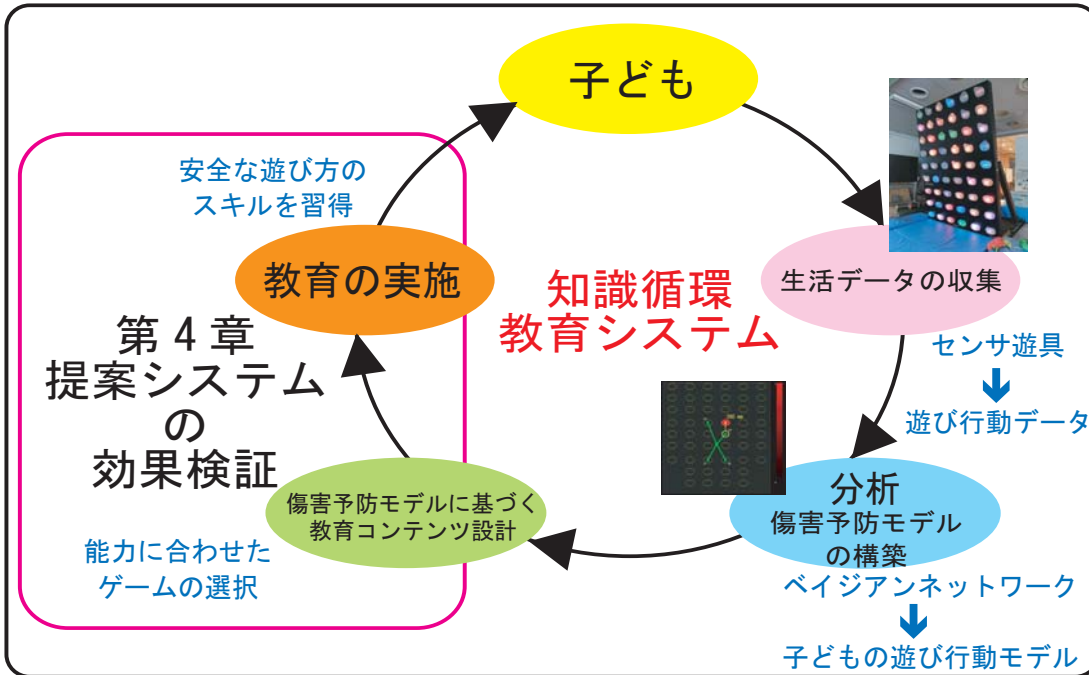 子ども
安全な遊び方の
スキルを習得
教育の実施
知識循環
教育システム
生活データの収集
センサ遊具
遊び行動データ
第4章
提案システム
の
効果検証
分析
傷害予防モデル
の構築
傷害予防モデルに基づく
教育コンテンツ設計
能力に合わせた
ゲームの選択
ベイジアンネットワーク
子どもの遊び行動モデル